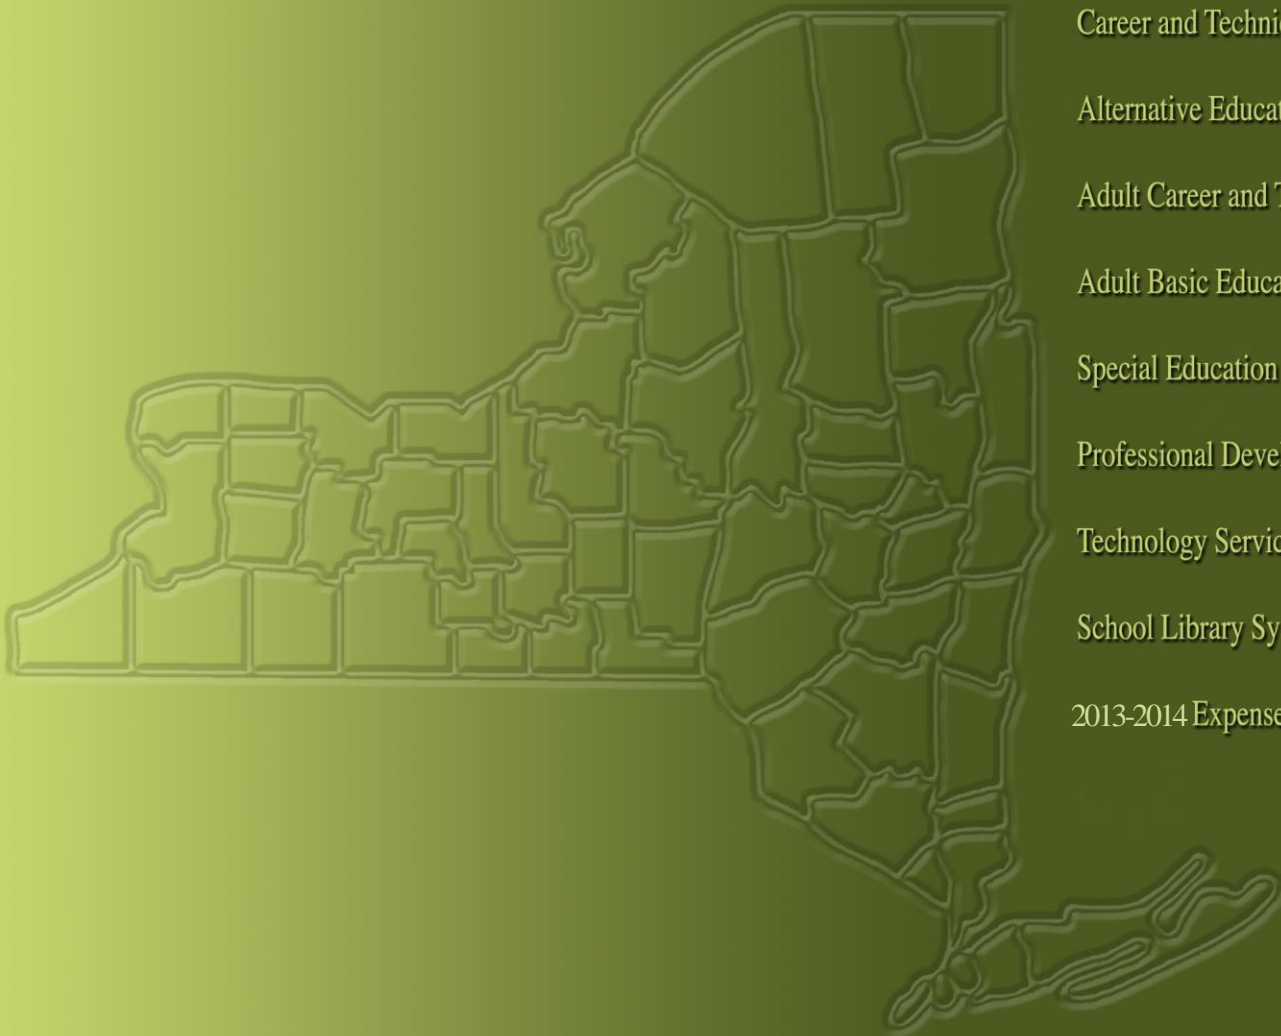 Career and Techni
Alternative Educat
Adult Career and T
Adult Basic Educa
Special Education
Professional Deve
Technology Servic
School Library Sy
2013-2014 Expense